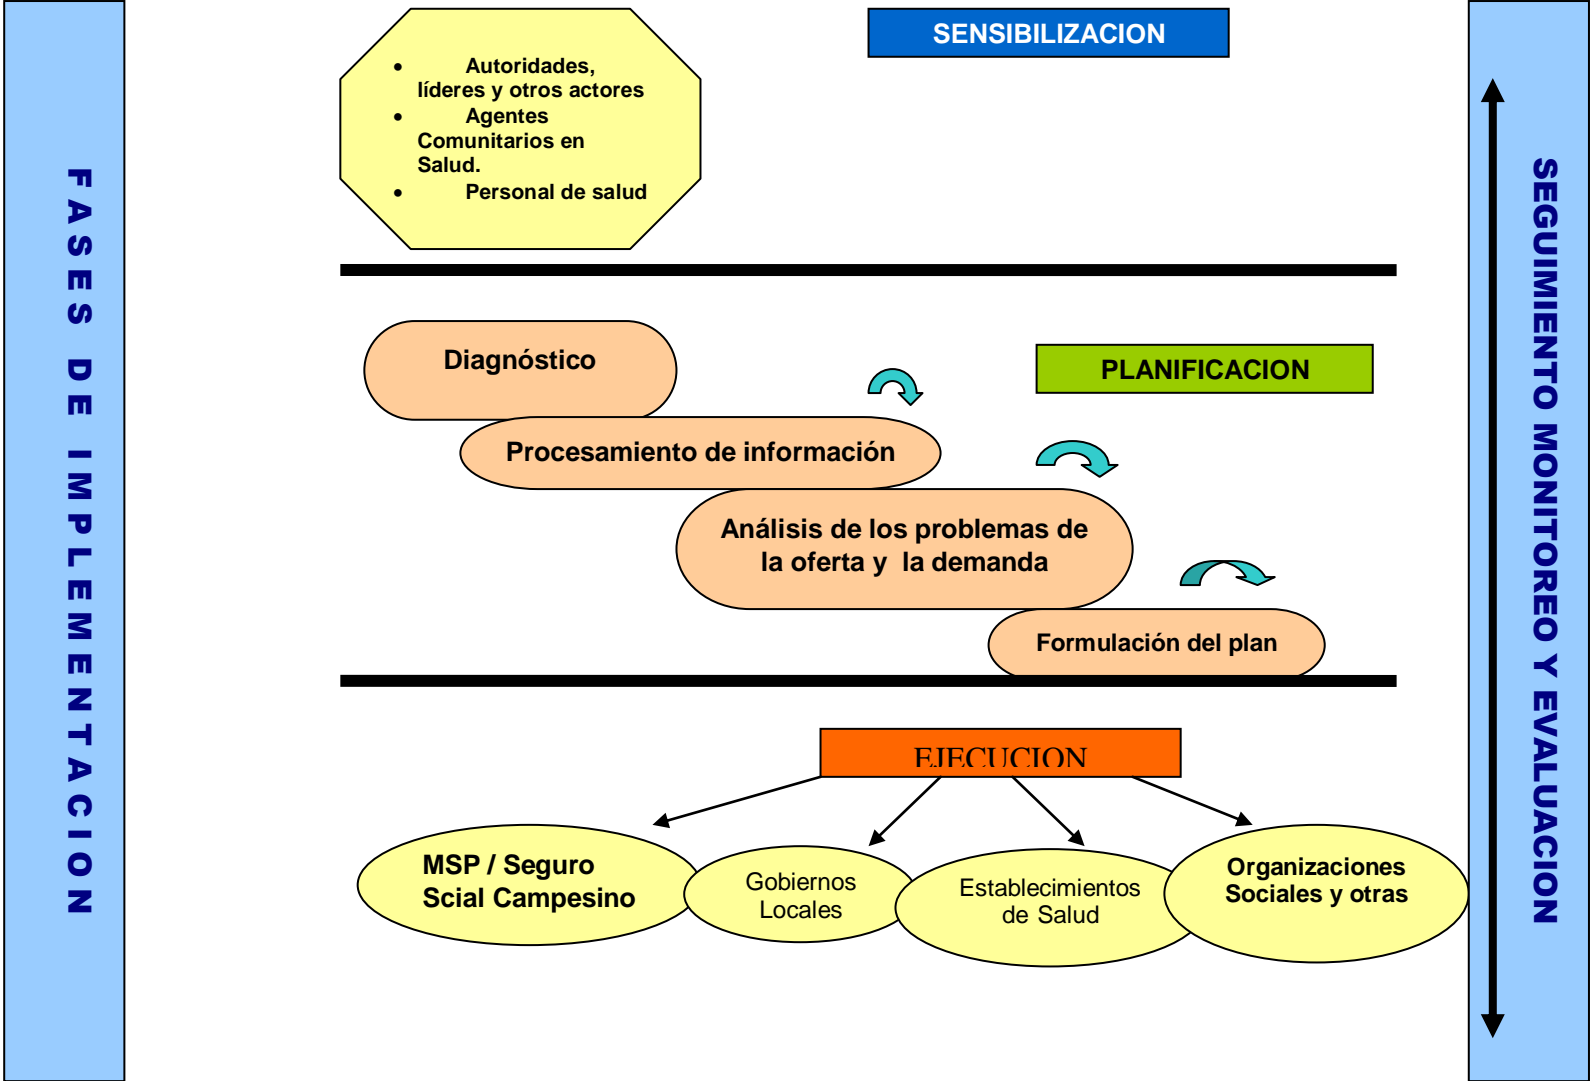 FASES DE IMPLEMENTACION
SENSIBILIZACION
• Autoridades,
líderes y otros actores
• Agentes
Comunitarios en
Salud.
• Personal de salud
Diagnóstico
PLANIFICACION
Procesamiento de información
Análisis de los problemas de
la oferta y la demanda
Formulación del plan
EJECUCION
MSP / Seguro
Scial Campesino
Gobiernos
Locales
Establecimientos
de Salud
Organizaciones
Sociales y otras
SEGUIMIENTO MONITOREO Y EVALUACION